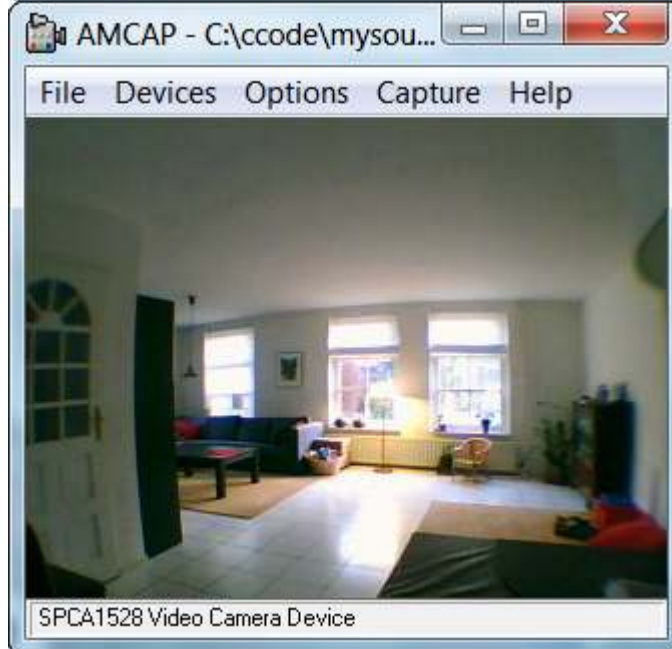 AMCAP - C:\ccode\mysou...
File Devices Options Capture Help
SPCA1528 Video Camera Device